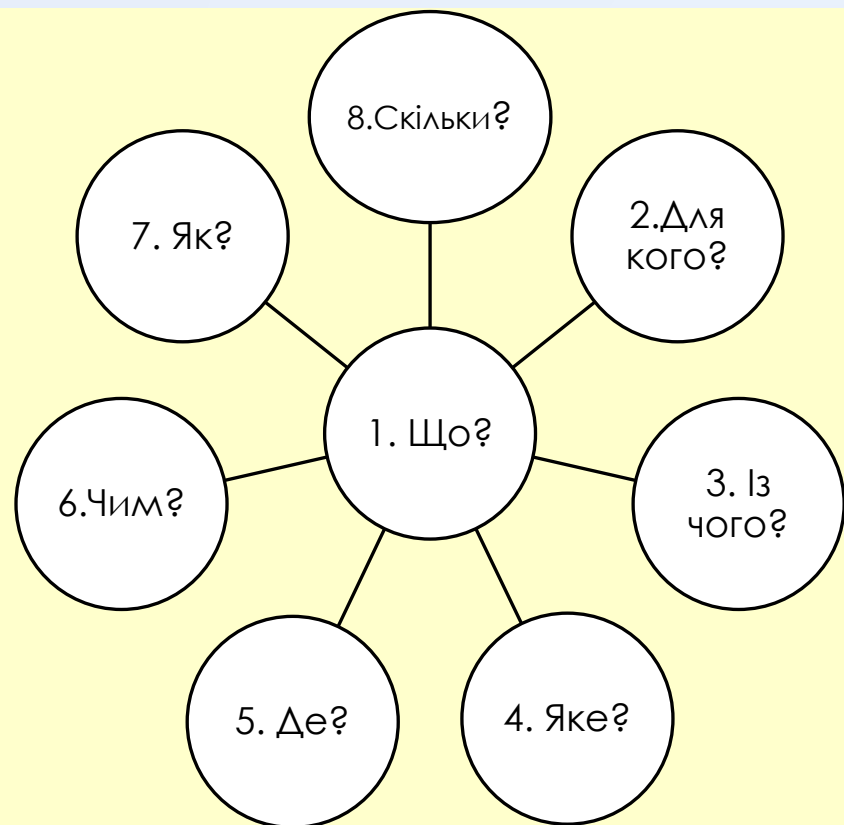 1. Що?
2.Для
кого?
3. Із
чого?
4. Яке?
5. Де?
6.Чим?
7. Як?
8.Скільки?